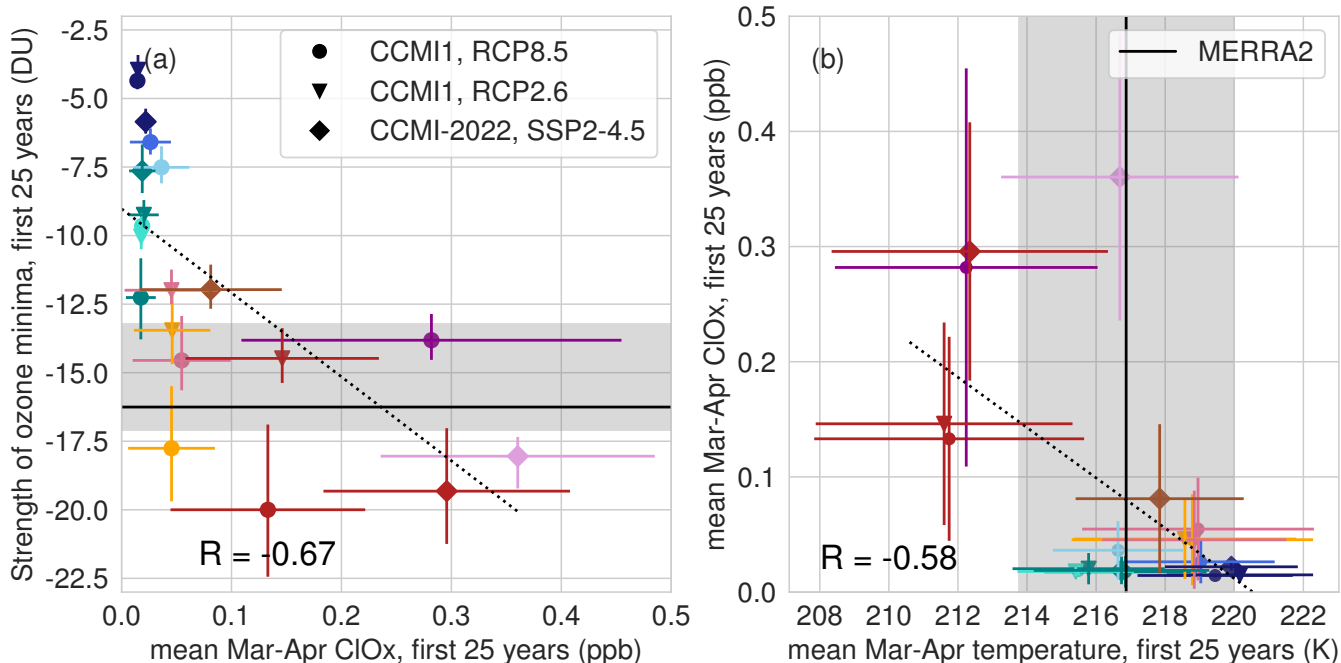 (a)
CCMI1, RCP8.5
CCMI1, RCP2.6
CCMI-2022, SSP2-4.5
Strength of ozone minima, first 25 years (DU)
-2.5
-5.0
-7.5
-10.0
-12.5
-15.0
-17.5
-20.0
-22.5
R = -0.67
0.0
0.1
0.2
0.3
0.4
0.5
mean Mar-Apr ClOx, first 25 years (ppb)
(b)
MERRA2
mean Mar-Apr ClOx, first 25 years (ppb)
0.5
0.4
0.3
0.2
0.1
0.0
R = -0.58
208
210
212
214
216
218
220
222
mean Mar-Apr temperature, first 25 years (K)